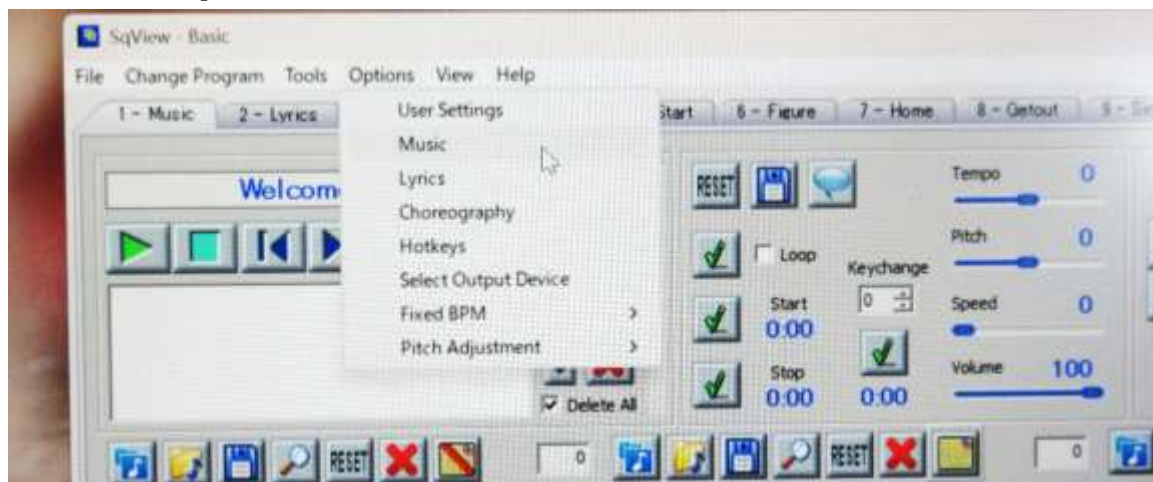 SqView - Basic
File Change Program Tools Options View Help
1 - Music 2 - Lyrics Start 6 - Figure 7 - Home 8 - Getout 9 -
User Settings
Music
Lyrics
Choreography
Hotkeys
Select Output Device
Fixed BPM >
Pitch Adjustment >
Welcom
RESET
Loop
Keychange
0
Start
0:00
Stop
0:00
0:00
Tempo 0
Pitch 0
Speed 0
Volume 100
Delete All
RESET 0 RESET 0